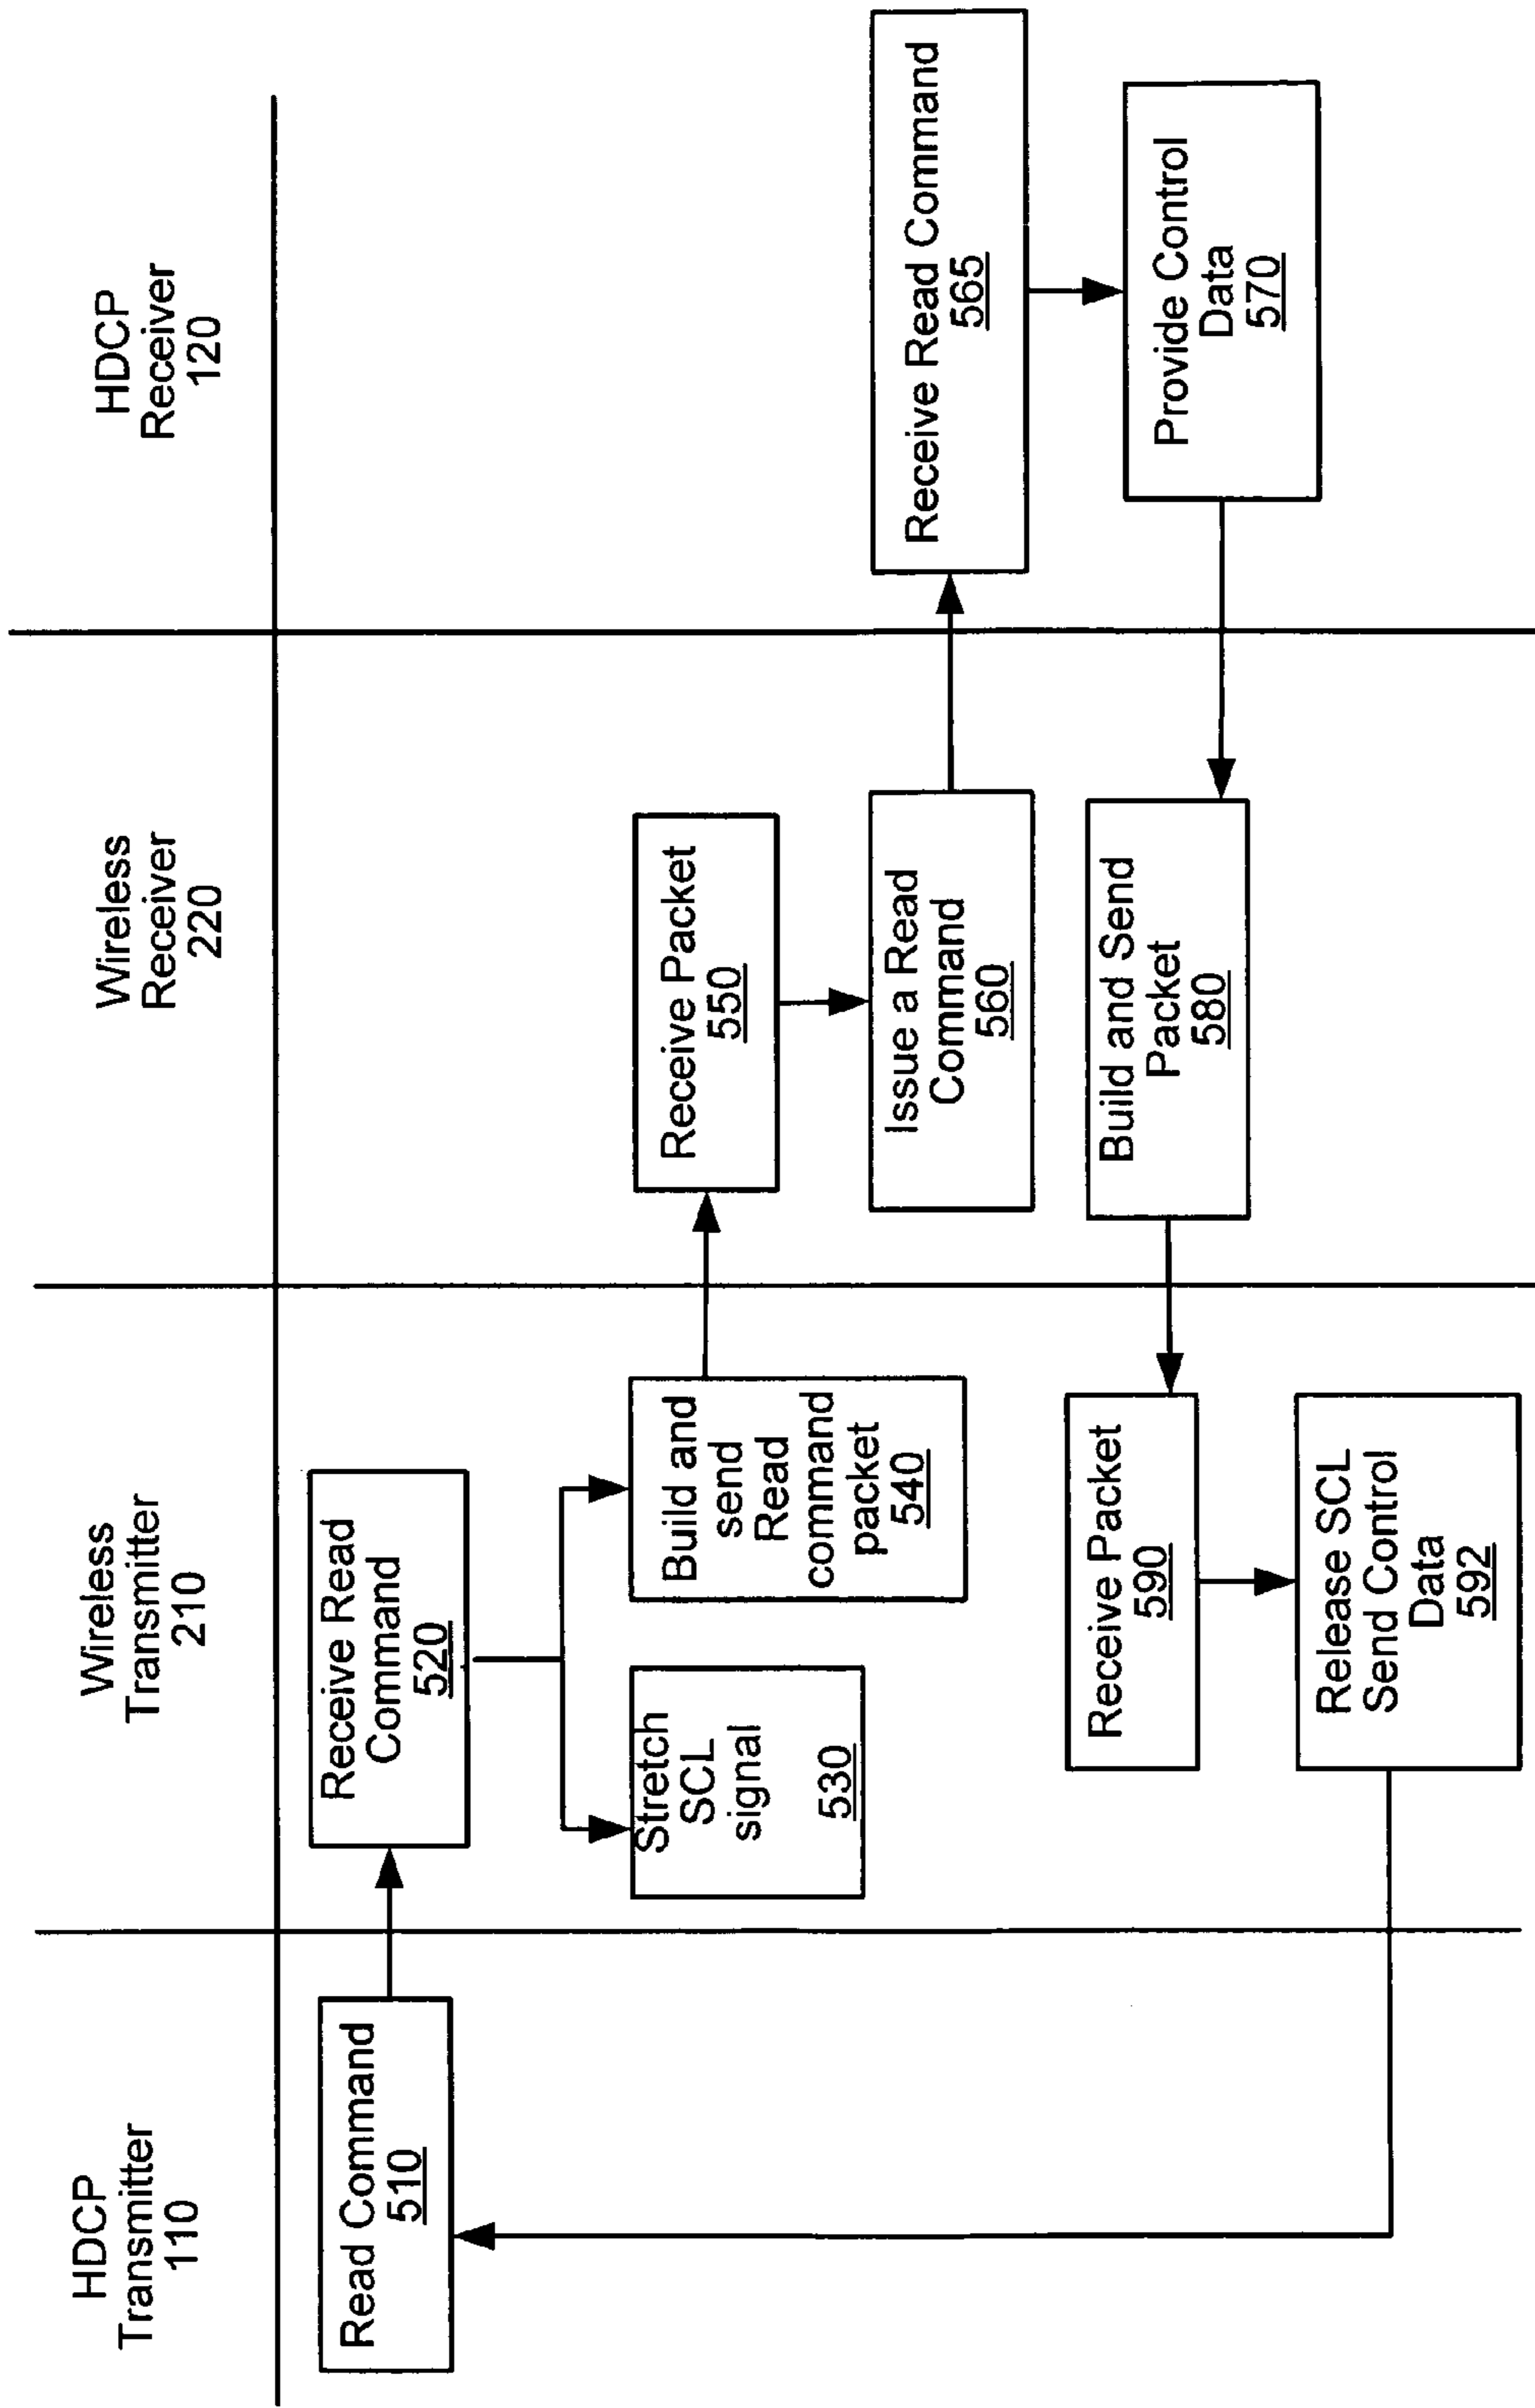 HDCP
Transmitter
110
Wireless
Transmitter
210
Wireless
Receiver
220
HDCP
Receiver
120
Read Command
510
Receive Read
Command
520
Stretch
SCL
signal
530
Build and
send
Read
command
packet
540
Receive Packet
550
Issue a Read
Command
560
Receive Read Command
565
Provide Control
Data
570
Build and Send
Packet
580
Receive Packet
590
Release SCL
Send Control
Data
592